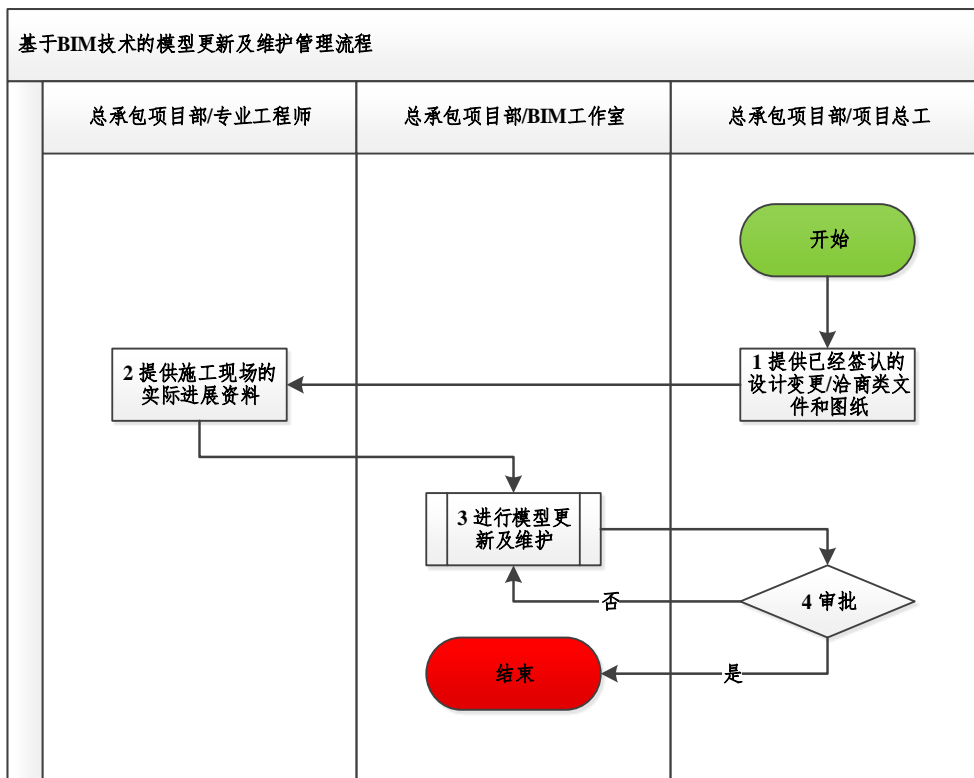 基于BIM技术的模型更新及维护管理流程
总承包项目部/专业工程师
总承包项目部/BIM工作室
总承包项目部/项目总工
开始
1 提供已经签认的
设计变更/洽商类文
件和图纸
2 提供施工现场的
实际进展资料
3 进行模型更
新及维护
4 审批
否
是
结束